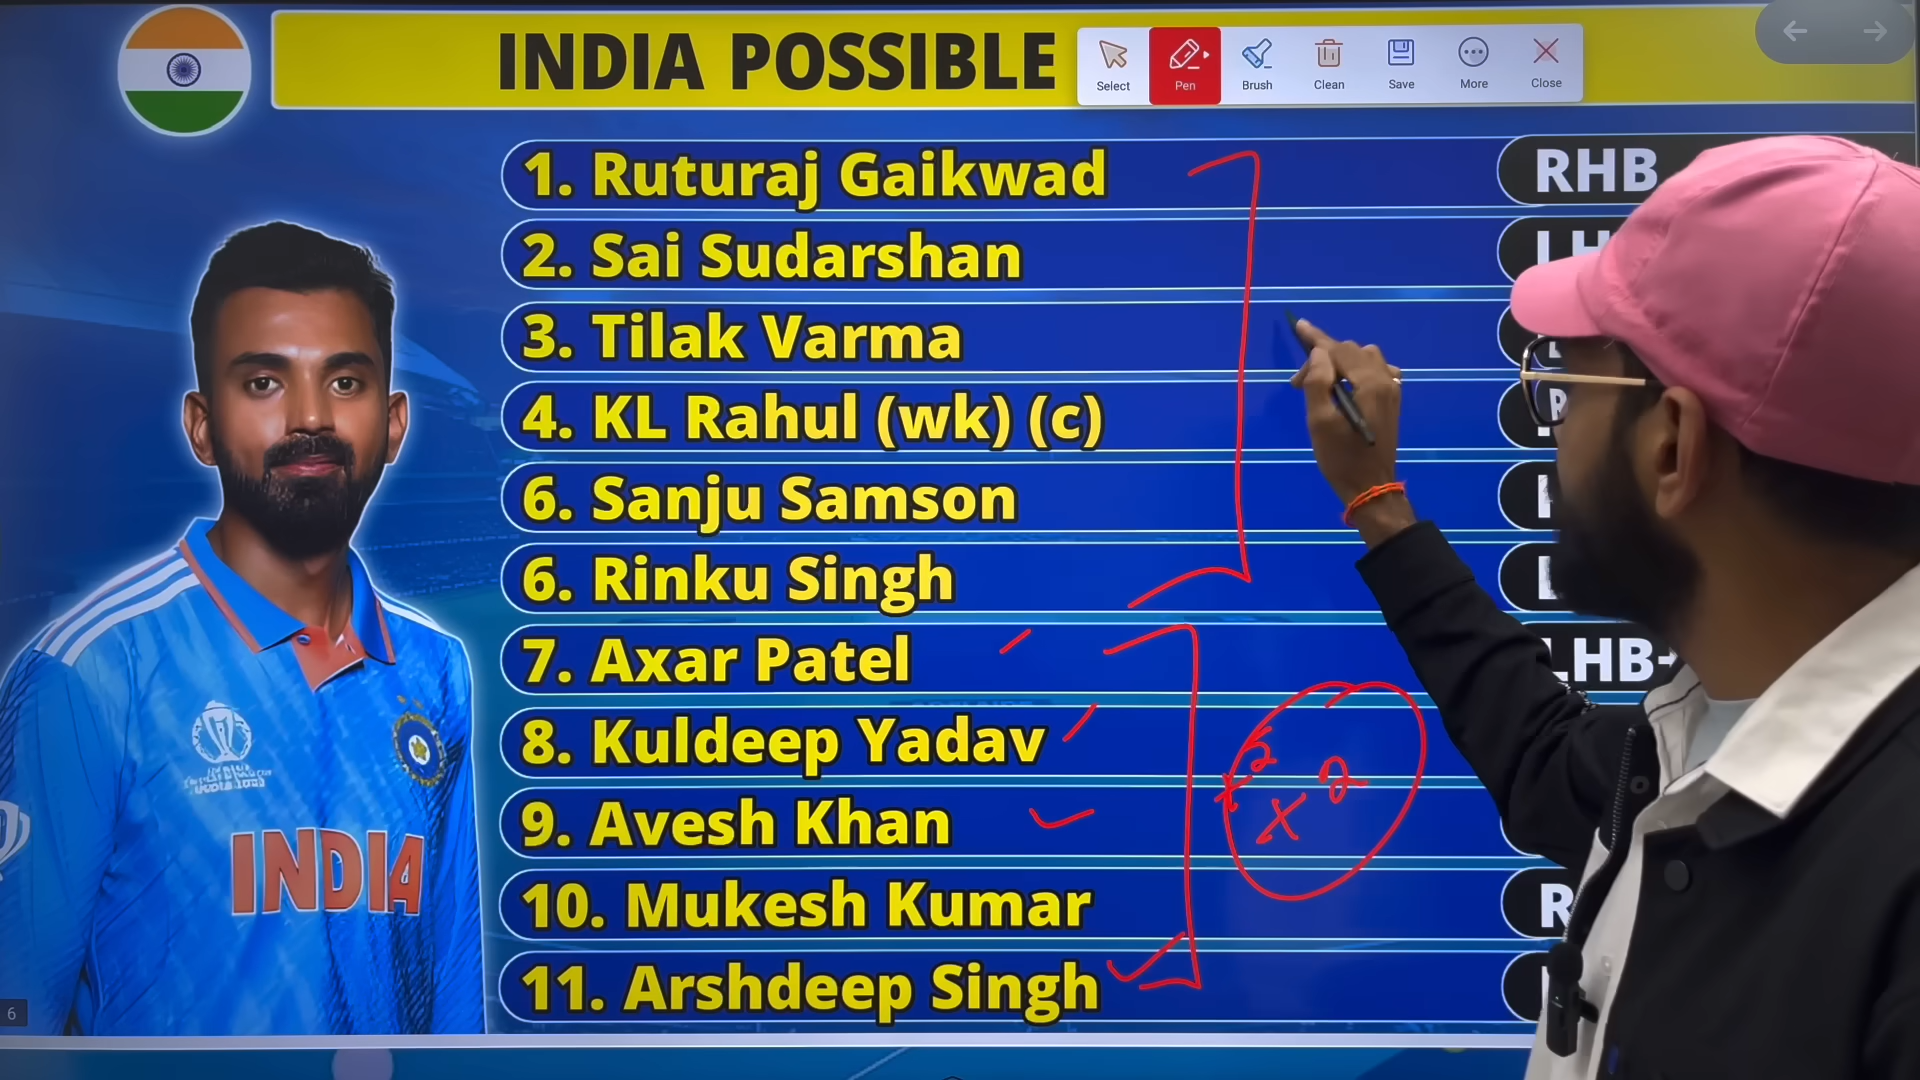 INDIA POSSIBLE
Select
Pen
Brush
Clean
Save
More
Close
1. Ruturaj Gaikwad
RHB
2. Sai Sudarshan
3. Tilak Varma
4. KL Rahul (wk) (c)
6. Sanju Samson
6. Rinku Singh
7. Axar Patel
LHB+
8. Kuldeep Yadav
9. Avesh Khan
10. Mukesh Kumar
11. Arshdeep Singh
INDIA
6